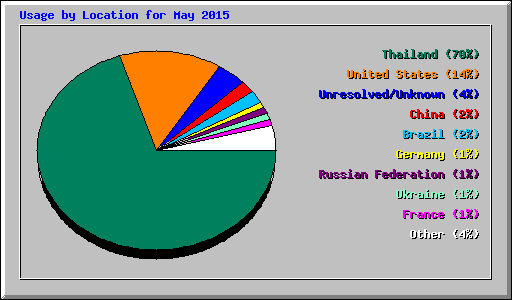 Usage by Location for May 2015
Thailand (70%)
United States (14%)
Unresolved/Unknown (4%)
China (2%)
Brazil (2%)
Germany (1%)
Russian Federation (1%)
Ukraine (1%)
France (1%)
Other (4%)